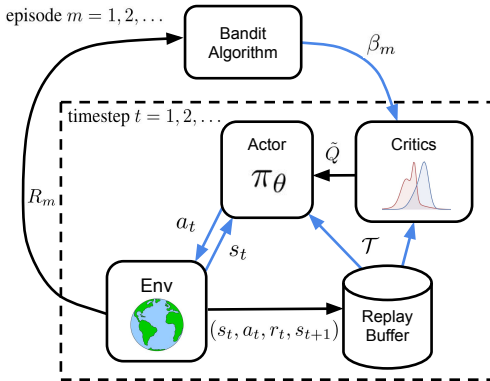 episode m = 1, 2, . . .
Bandit
Algorithm
β_m
timestep t = 1, 2, . . .
Actor
π_θ
Q̃
Critics
R_m
a_t
s_t
𝒯
Env
(s_t, a_t, r_t, s_{t+1})
Replay
Buffer